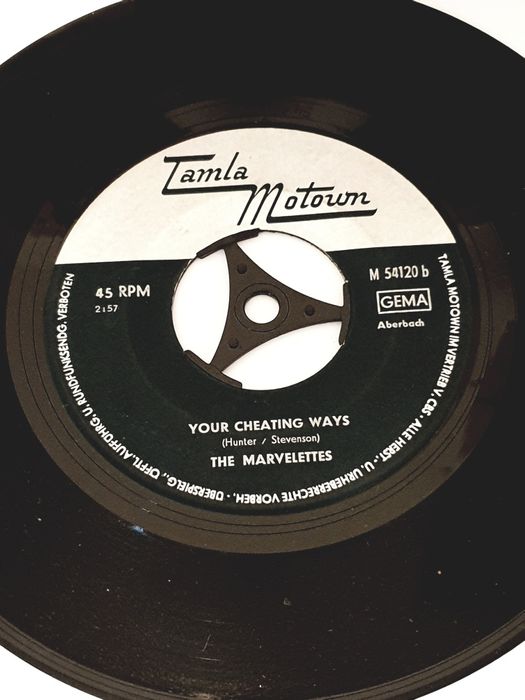 Tamla
Motown
45 RPM
2:57
M 54120 b
GEMA
Aberbach
YOUR CHEATING WAYS
(Hunter / Stevenson)
THE MARVELETTES
TAMLA MOTOWN IM VERTRIEB V. CBS · ALLE HERST.- U. URHEBERRECHTE VORBEH. · ÜBERSPIELG., ÖFFTL. AUFFÜHRG. U. RUNDFUNKSENDG. VERBOTEN